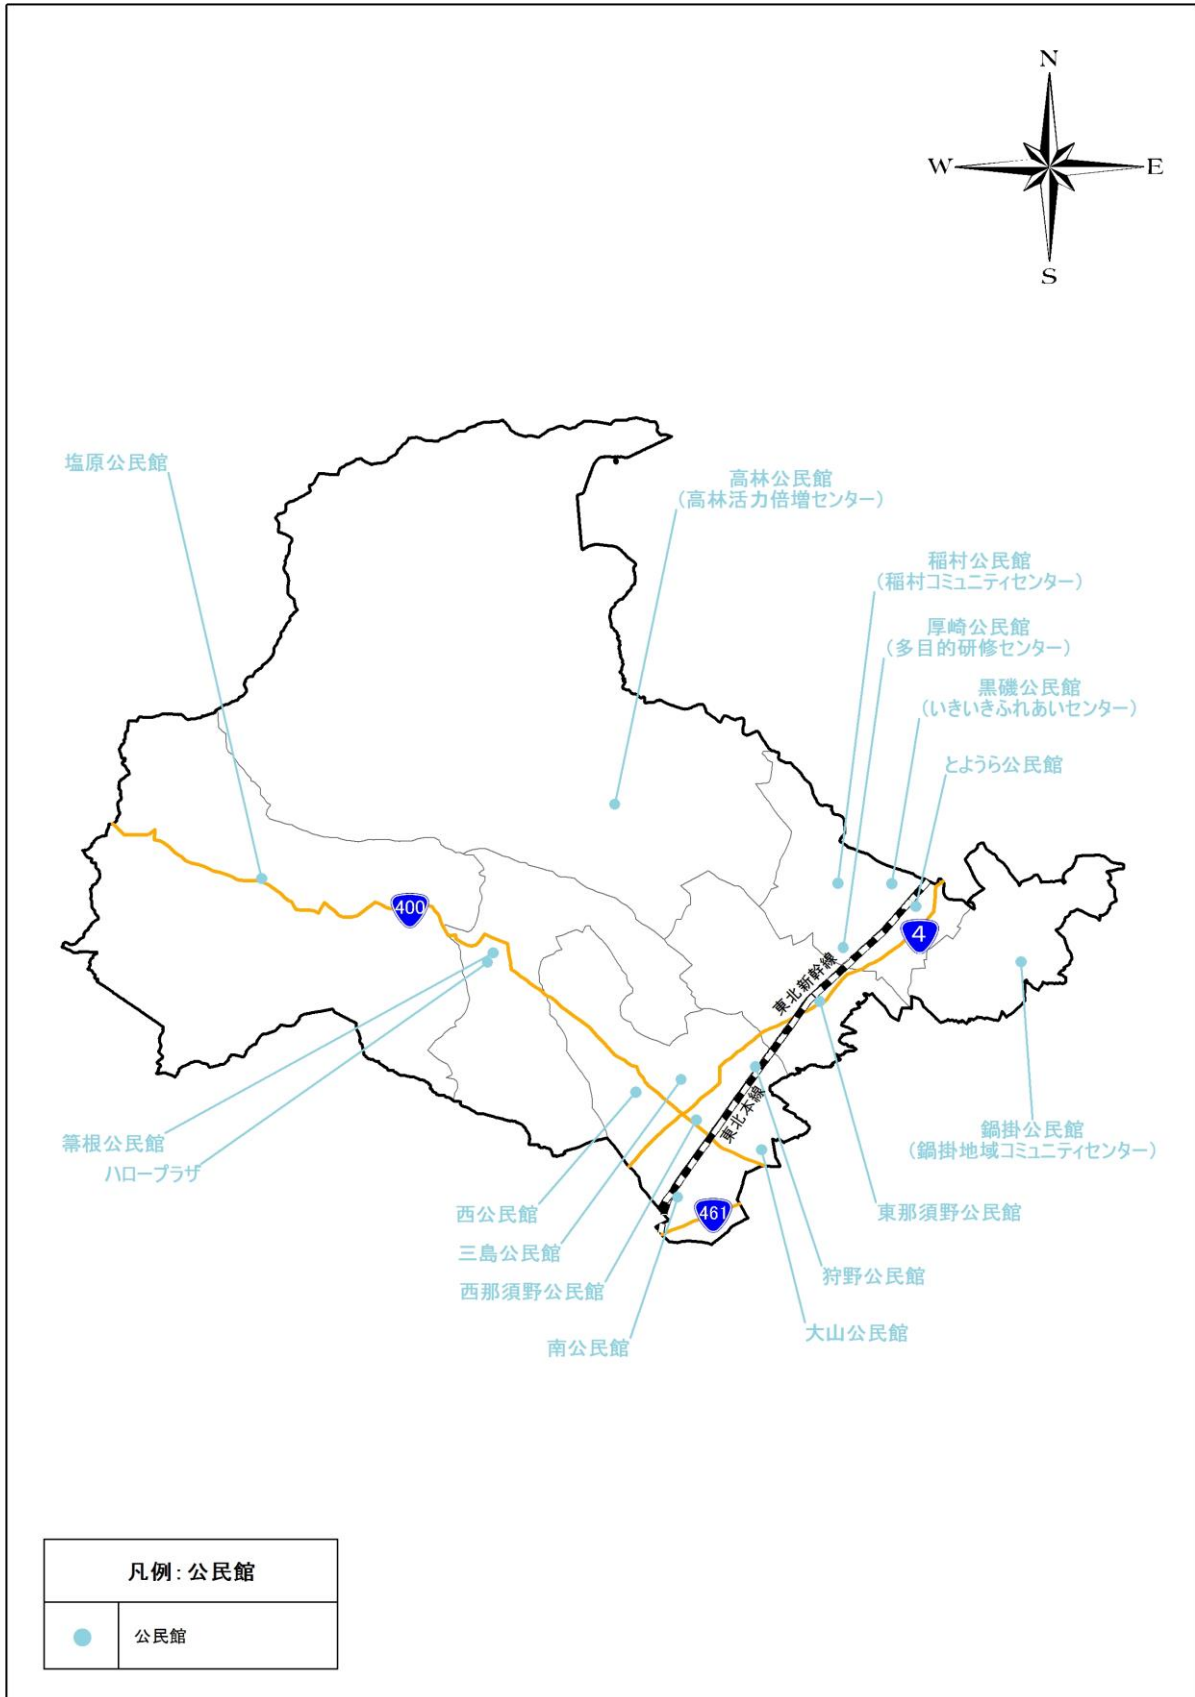 N
W
E
S
塩原公民館
高林公民館
（高林活力倍増センター）
稲村公民館
（稲村コミュニティセンター）
厚崎公民館
（多目的研修センター）
黒磯公民館
（いきいきふれあいセンター）
とようら公民館
400
4
東北新幹線
東北本線
461
箒根公民館
ハロープラザ
鍋掛公民館
（鍋掛地域コミュニティセンター）
西公民館
東那須野公民館
三島公民館
狩野公民館
西那須野公民館
大山公民館
南公民館
凡例：公民館
公民館